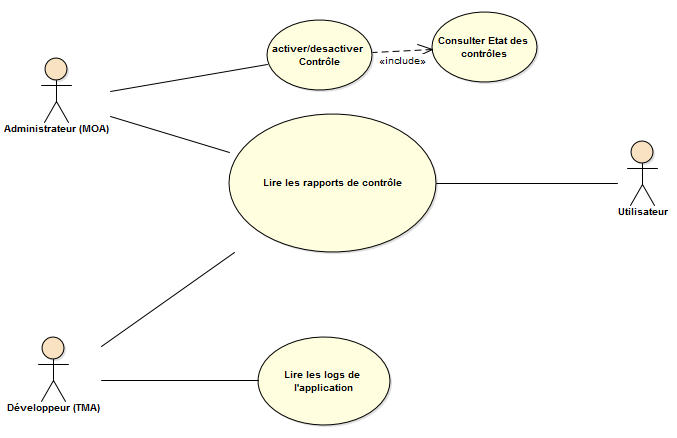 activer/desactiver
Contrôle
Consulter Etat des
contrôles
«include»
Administrateur (MOA)
Lire les rapports de contrôle
Utilisateur
Lire les logs de
l'application
Développeur (TMA)